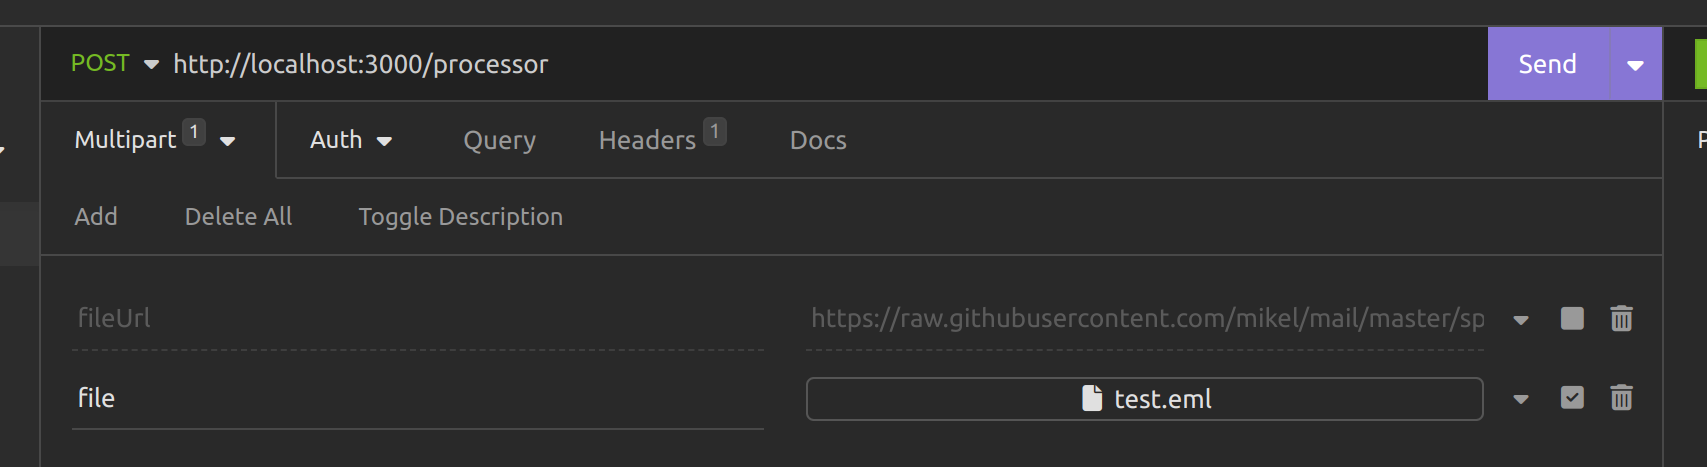 POST http://localhost:3000/processor Send
Multipart 1 Auth Query Headers 1 Docs
Add Delete All Toggle Description
fileUrl https://raw.githubusercontent.com/mikel/mail/master/sp
file test.eml